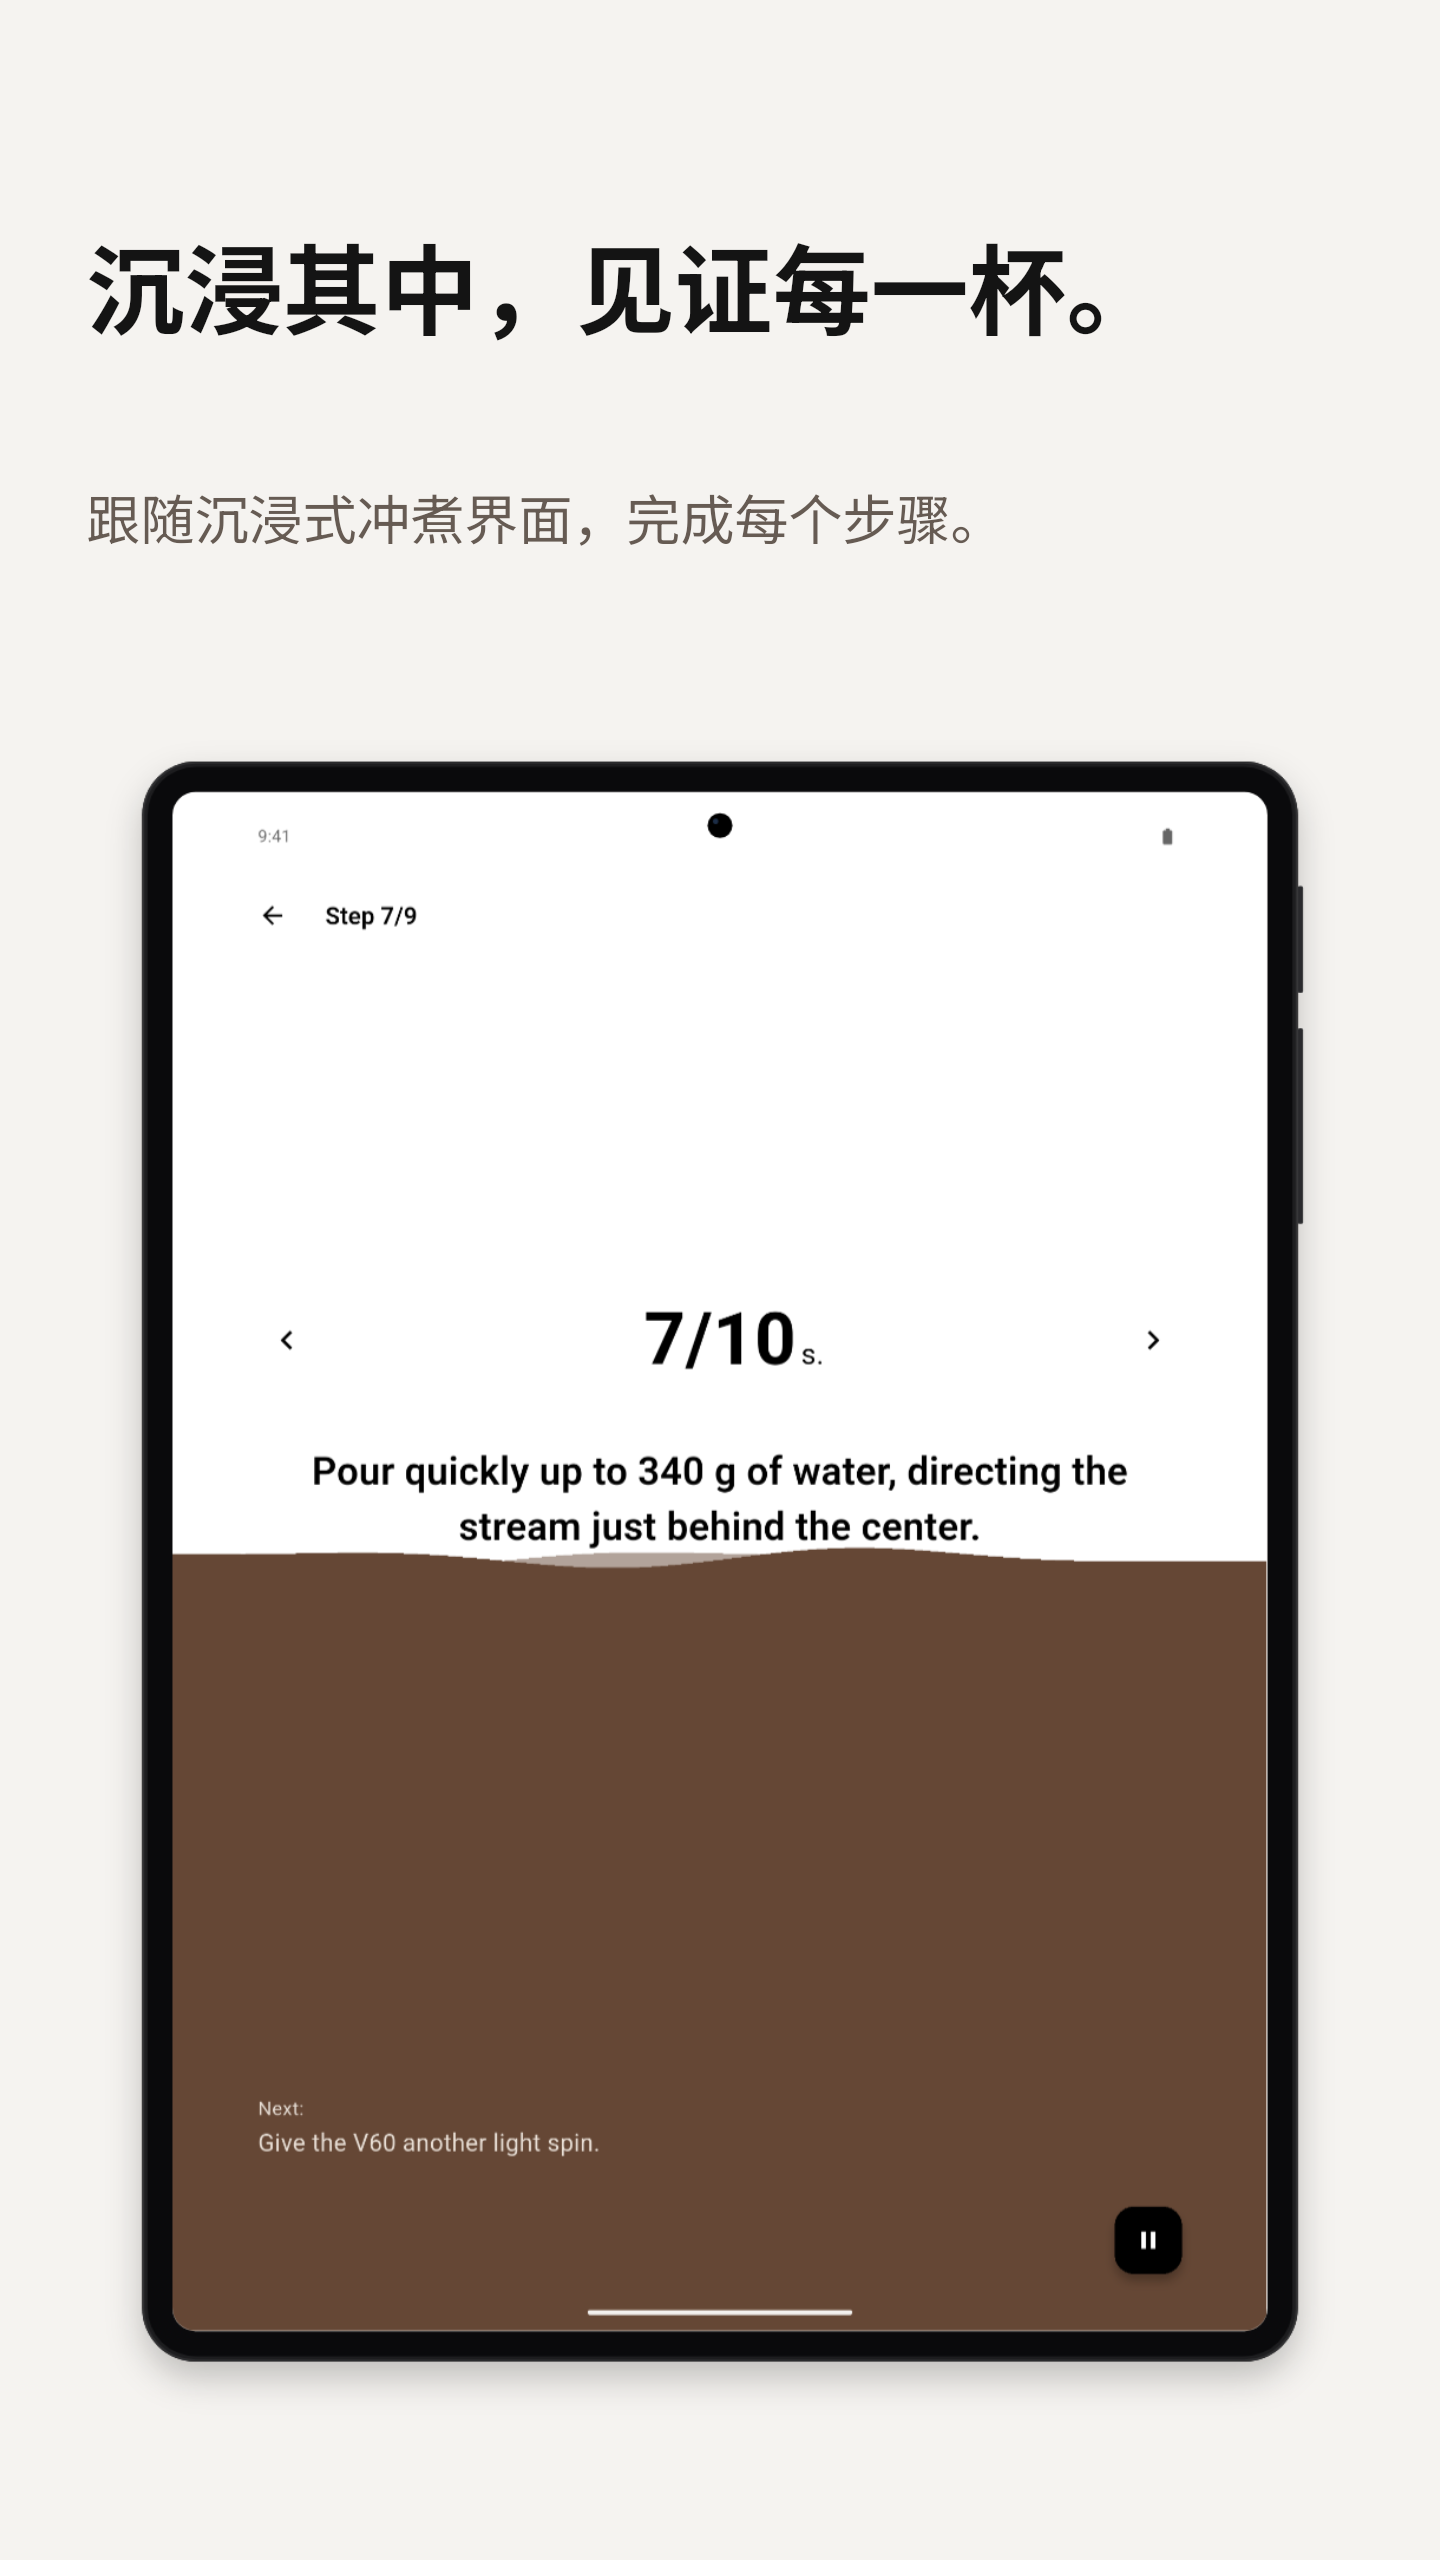 沉浸其中，见证每一杯。
跟随沉浸式冲煮界面，完成每个步骤。
9:41
Step 7/9
7/10 s.
Pour quickly up to 340 g of water, directing the
stream just behind the center.
Next:
Give the V60 another light spin.